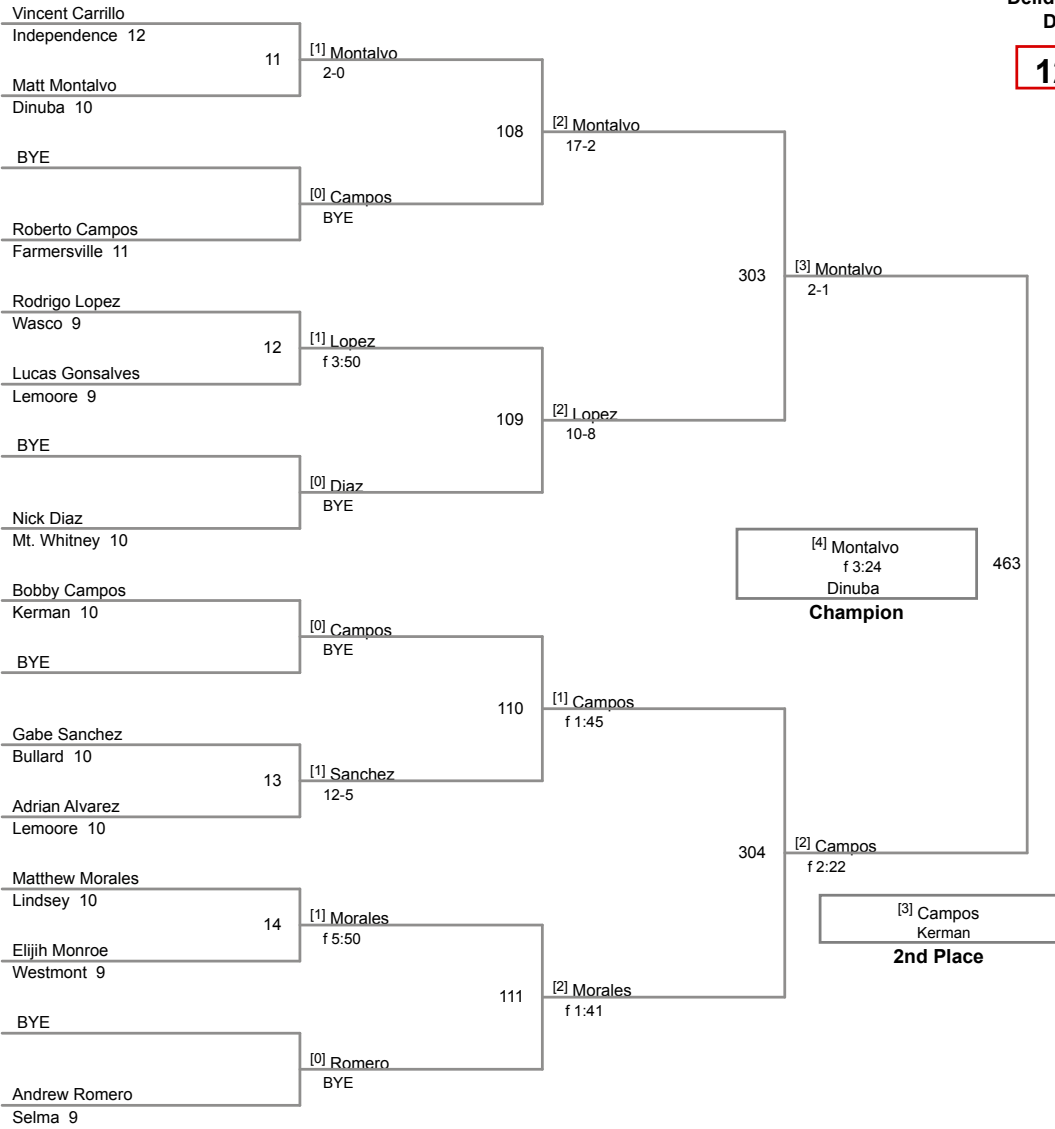 Vincent Carrillo
Independence 12
11
[1] Montalvo
2-0
Matt Montalvo
Dinuba 10
108
[2] Montalvo
17-2
BYE
[0] Campos
BYE
Roberto Campos
Farmersville 11
303
[3] Montalvo
2-1
Rodrigo Lopez
Wasco 9
12
[1] Lopez
f 3:50
Lucas Gonsalves
Lemoore 9
109
[2] Lopez
10-8
BYE
[0] Diaz
BYE
Nick Diaz
Mt. Whitney 10
[4] Montalvo
f 3:24
Dinuba
Champion
463
Bobby Campos
Kerman 10
[0] Campos
BYE
BYE
110
[1] Campos
f 1:45
Gabe Sanchez
Bullard 10
13
[1] Sanchez
12-5
Adrian Alvarez
Lemoore 10
304
[2] Campos
f 2:22
Matthew Morales
Lindsey 10
14
[1] Morales
f 5:50
Elijih Monroe
Westmont 9
[3] Campos
Kerman
2nd Place
111
[2] Morales
f 1:41
BYE
[0] Romero
BYE
Andrew Romero
Selma 9